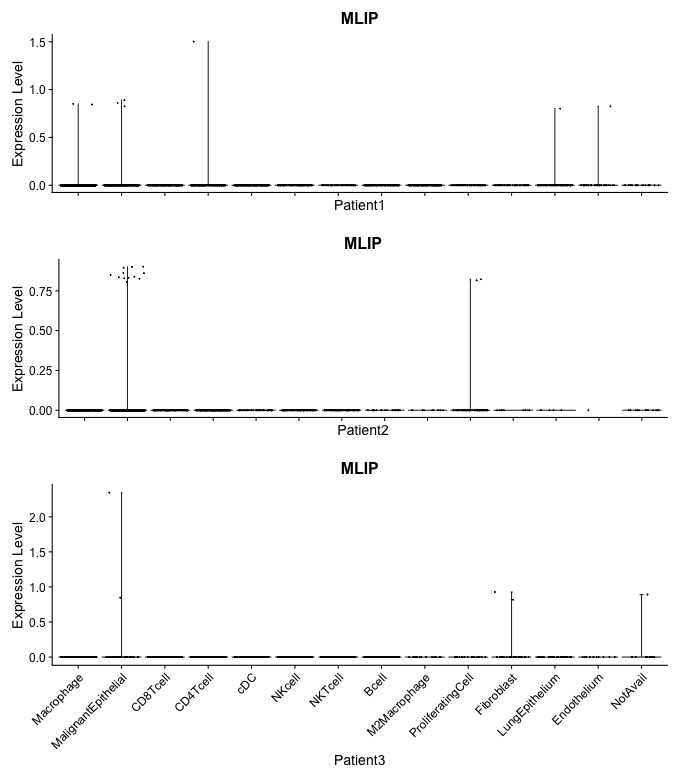 MLIP
Expression Level
1.5
1.0
0.5
0.0
Patient1
MLIP
Expression Level
0.75
0.50
0.25
0.00
Patient2
MLIP
Expression Level
2.0
1.5
1.0
0.5
0.0
Macrophage
MalignantEpithelial
CD8Tcell
CD4Tcell
cDC
NKcell
NKTcell
Bcell
M2Macrophage
ProliferatingCell
Fibroblast
LungEpithelium
Endothelium
NotAvail
Patient3